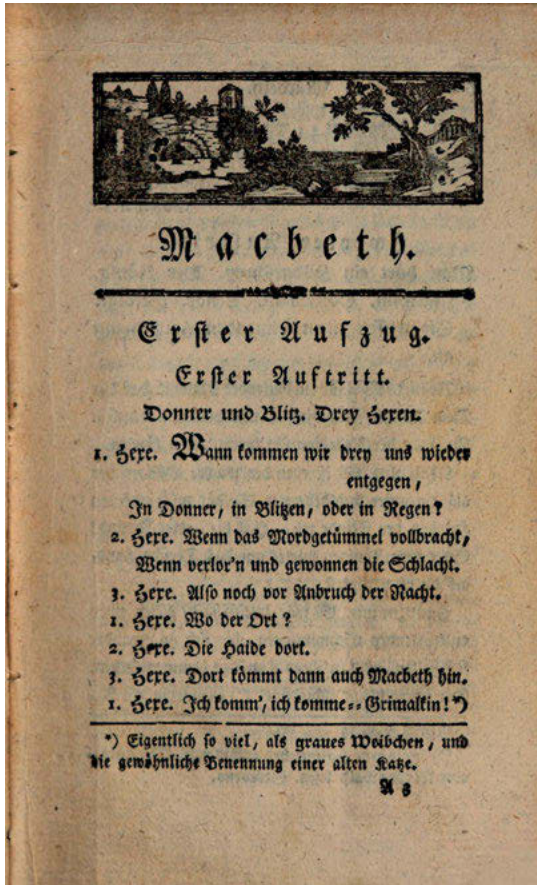 Macbeth.
Erster Aufzug.
Erster Auftritt.
Donner und Blitz. Drey Hexen.
1. Hexe. Wann kommen wir drey uns wieder
entgegen,
In Donner, in Blitzen, oder in Regen?
2. Hexe. Wenn das Mordgetümmel vollbracht,
Wenn verlor'n und gewonnen die Schlacht.
3. Hexe. Also noch vor Anbruch der Nacht.
1. Hexe. Wo der Ort?
2. Hexe. Die Haide dort.
3. Hexe. Dort kömmt dann auch Macbeth hin.
1. Hexe. Ich komm', ich komme-- Grimalkin!*)
*) Eigentlich so viel, als graues Weibchen, und
die gewöhnliche Benennung einer alten Katze.
A 3